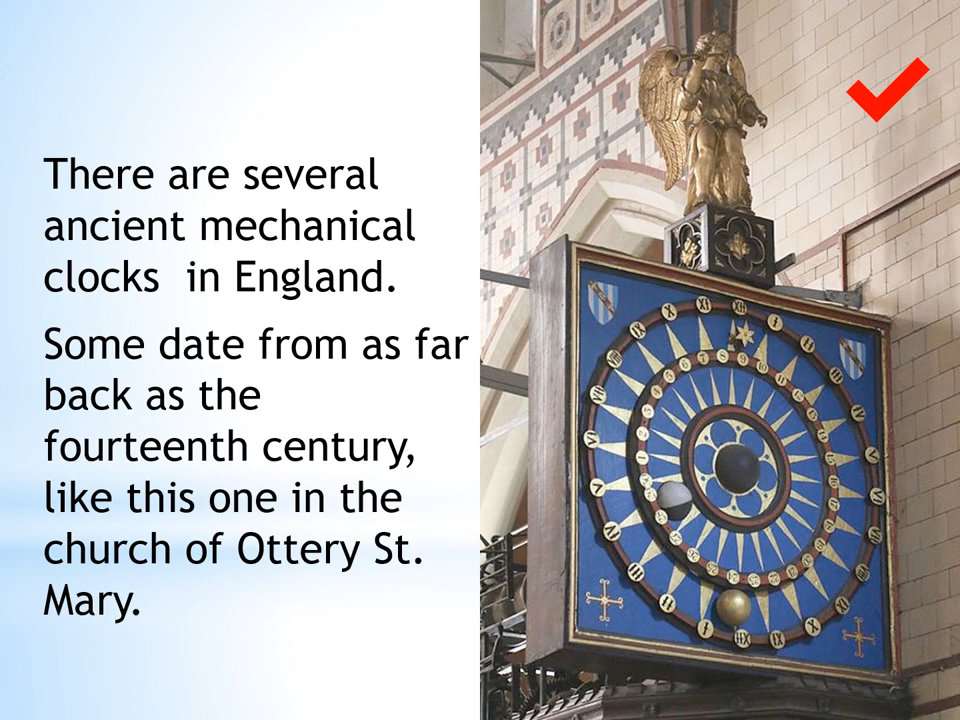 There are several
ancient mechanical
clocks  in England.
Some date from as far
back as the
fourteenth century,
like this one in the
church of Ottery St.
Mary.